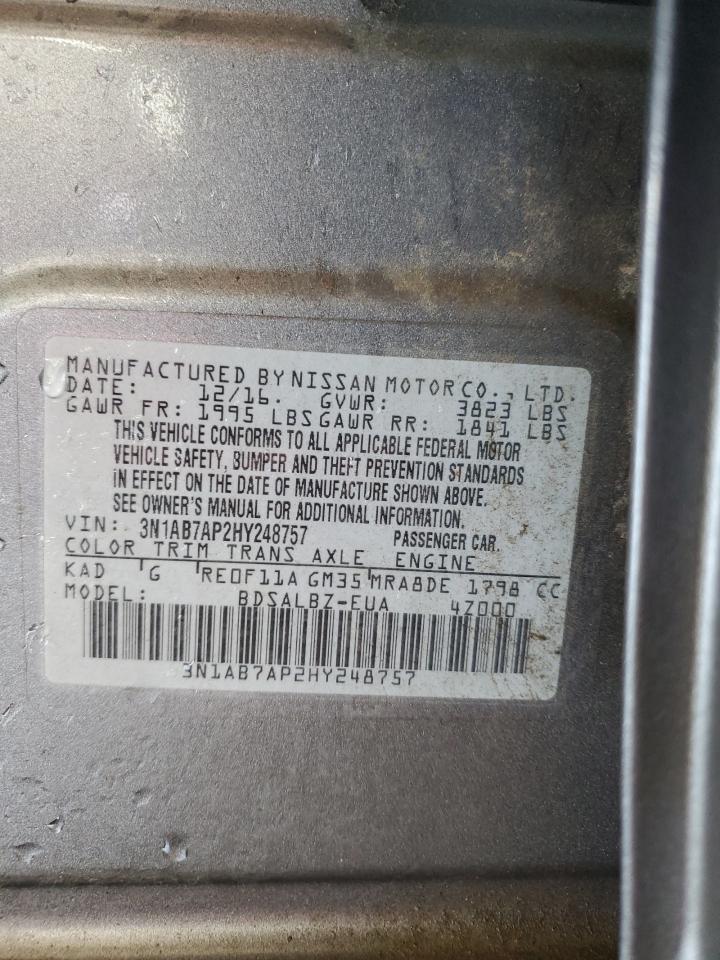 MANUFACTURED BY NISSAN MOTOR CO., LTD.
DATE: 12/16. GVWR: 3823 LBS
GAWR FR: 1995 LBS GAWR RR: 1841 LBS
THIS VEHICLE CONFORMS TO ALL APPLICABLE FEDERAL MOTOR
VEHICLE SAFETY, BUMPER AND THEFT PREVENTION STANDARDS
IN EFFECT ON THE DATE OF MANUFACTURE SHOWN ABOVE.
SEE OWNER'S MANUAL FOR ADDITIONAL INFORMATION.
VIN: 3N1AB7AP2HY248757 PASSENGER CAR.
COLOR TRIM TRANS AXLE ENGINE
KAD G RE0F11A GM35 MRA8DE 1798 CC
MODEL: BDSALBZ-EUA 4Z000
3N1AB7AP2HY248757